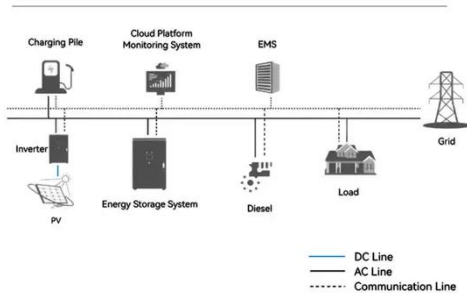 Charging Pile
Cloud Platform
Monitoring System
EMS
Grid
Inverter
PV
Energy Storage System
Diesel
Load
DC Line
AC Line
Communication Line